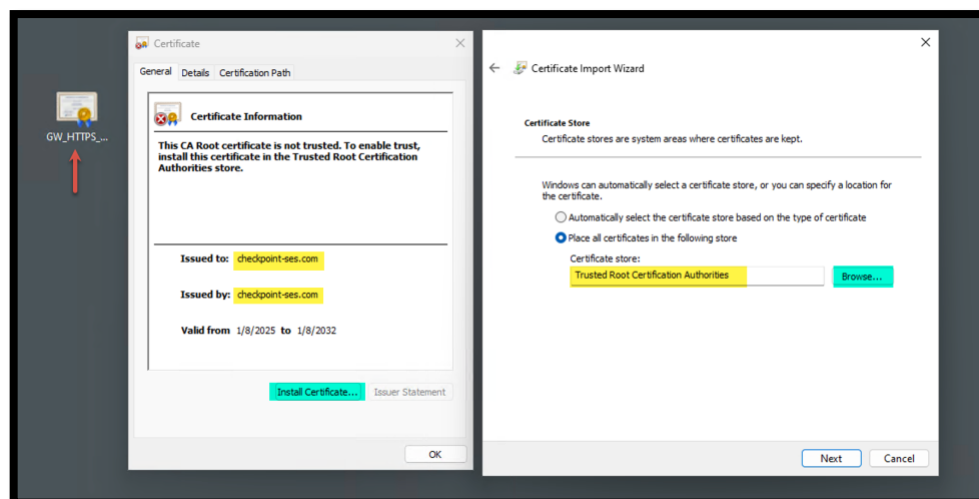 GW_HTTPS_...
Certificate
General Details Certification Path
Certificate Information
This CA Root certificate is not trusted. To enable trust,
install this certificate in the Trusted Root Certification
Authorities store.
Issued to: checkpoint-ses.com
Issued by: checkpoint-ses.com
Valid from 1/8/2025 to 1/8/2032
Install Certificate... Issuer Statement
OK
Certificate Import Wizard
Certificate Store
Certificate stores are system areas where certificates are kept.
Windows can automatically select a certificate store, or you can specify a location for
the certificate.
Automatically select the certificate store based on the type of certificate
Place all certificates in the following store
Certificate store:
Trusted Root Certification Authorities Browse...
Next Cancel